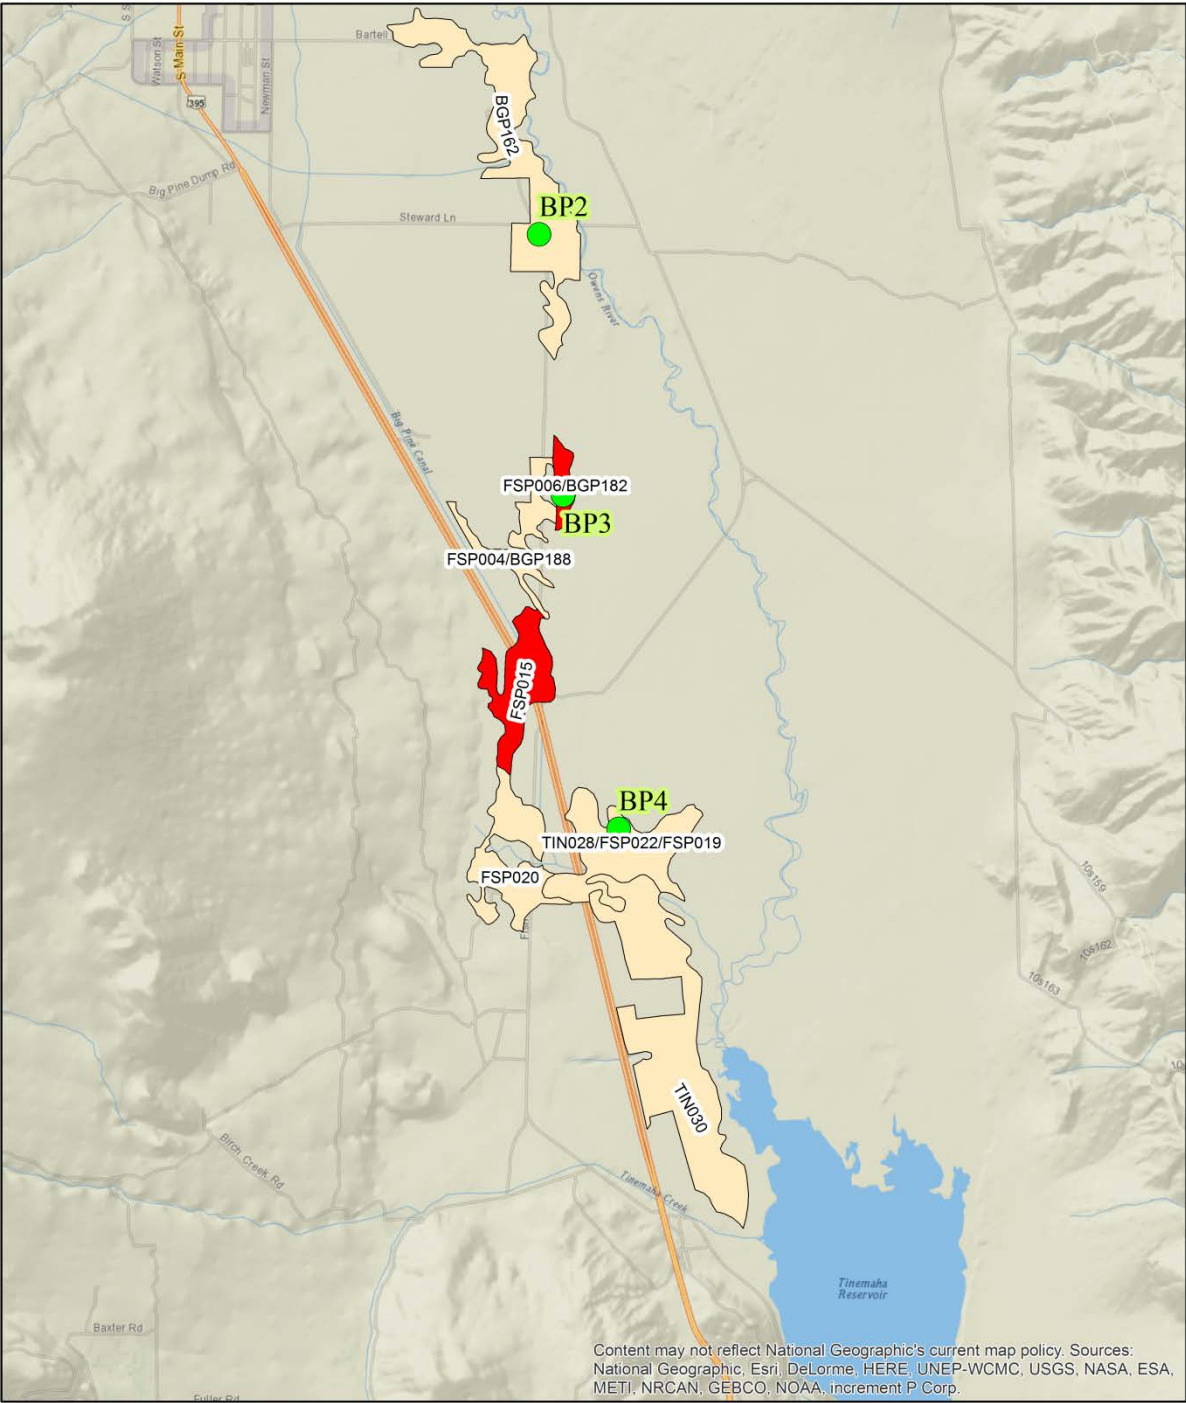 S Main St
Watson St
Newman St
395
Bartell
BGP162
Big Pine Dump Rd
BP2
Steward Ln
Owens River
Big Pine Canal
FSP006/BGP182
BP3
FSP004/BGP188
FSP015
BP4
TIN028/FSP022/FSP019
FSP020
10s159
10s162
10s163
TIN030
Birch Creek Rd
Tinemaha Creek
Tinemaha
Reservoir
Baxter Rd
Fuller Rd
Content may not reflect National Geographic's current map policy. Sources:
National Geographic, Esri, DeLorme, HERE, UNEP-WCMC, USGS, NASA, ESA,
METI, NRCAN, GEBCO, NOAA, increment P Corp.